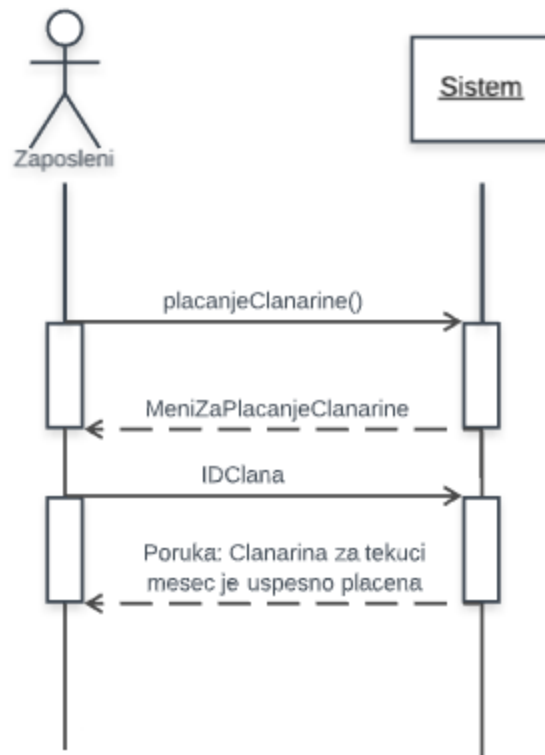 Zaposleni
Sistem
placanjeClanarine()
MeniZaPlacanjeClanarine
IDClana
Poruka: Clanarina za tekuci
mesec je uspesno placena